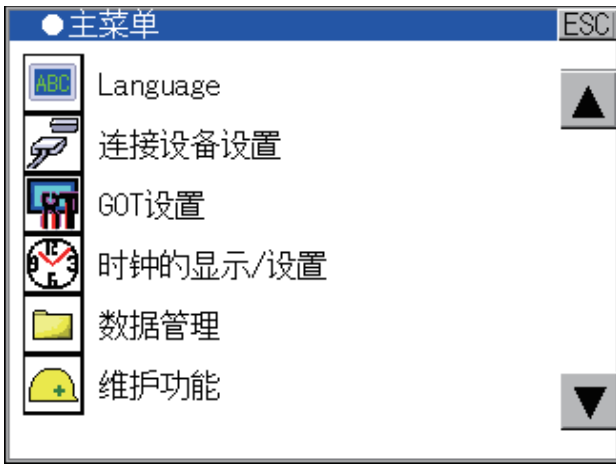 ●主菜单 ESC
ABC Language
连接设备设置
GOT设置
时钟的显示/设置
数据管理
维护功能